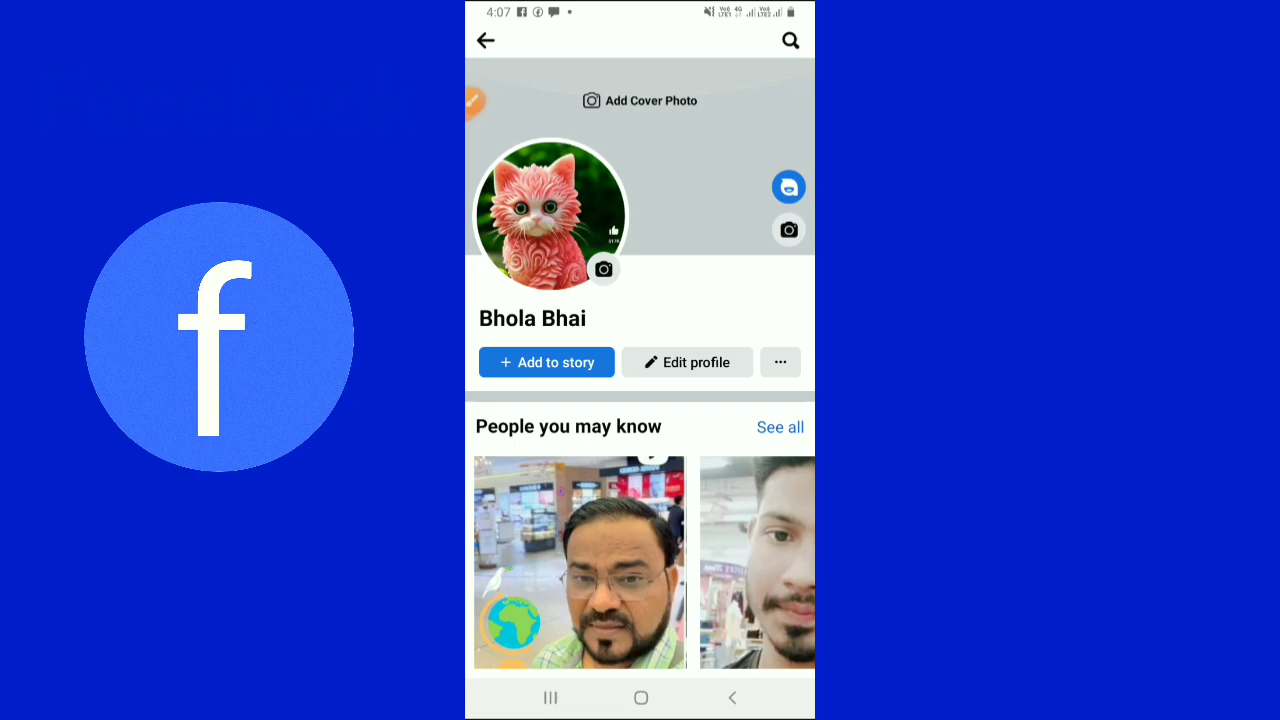 4:07
Add Cover Photo
Bhola Bhai
+ Add to story
Edit profile
People you may know
See all
f